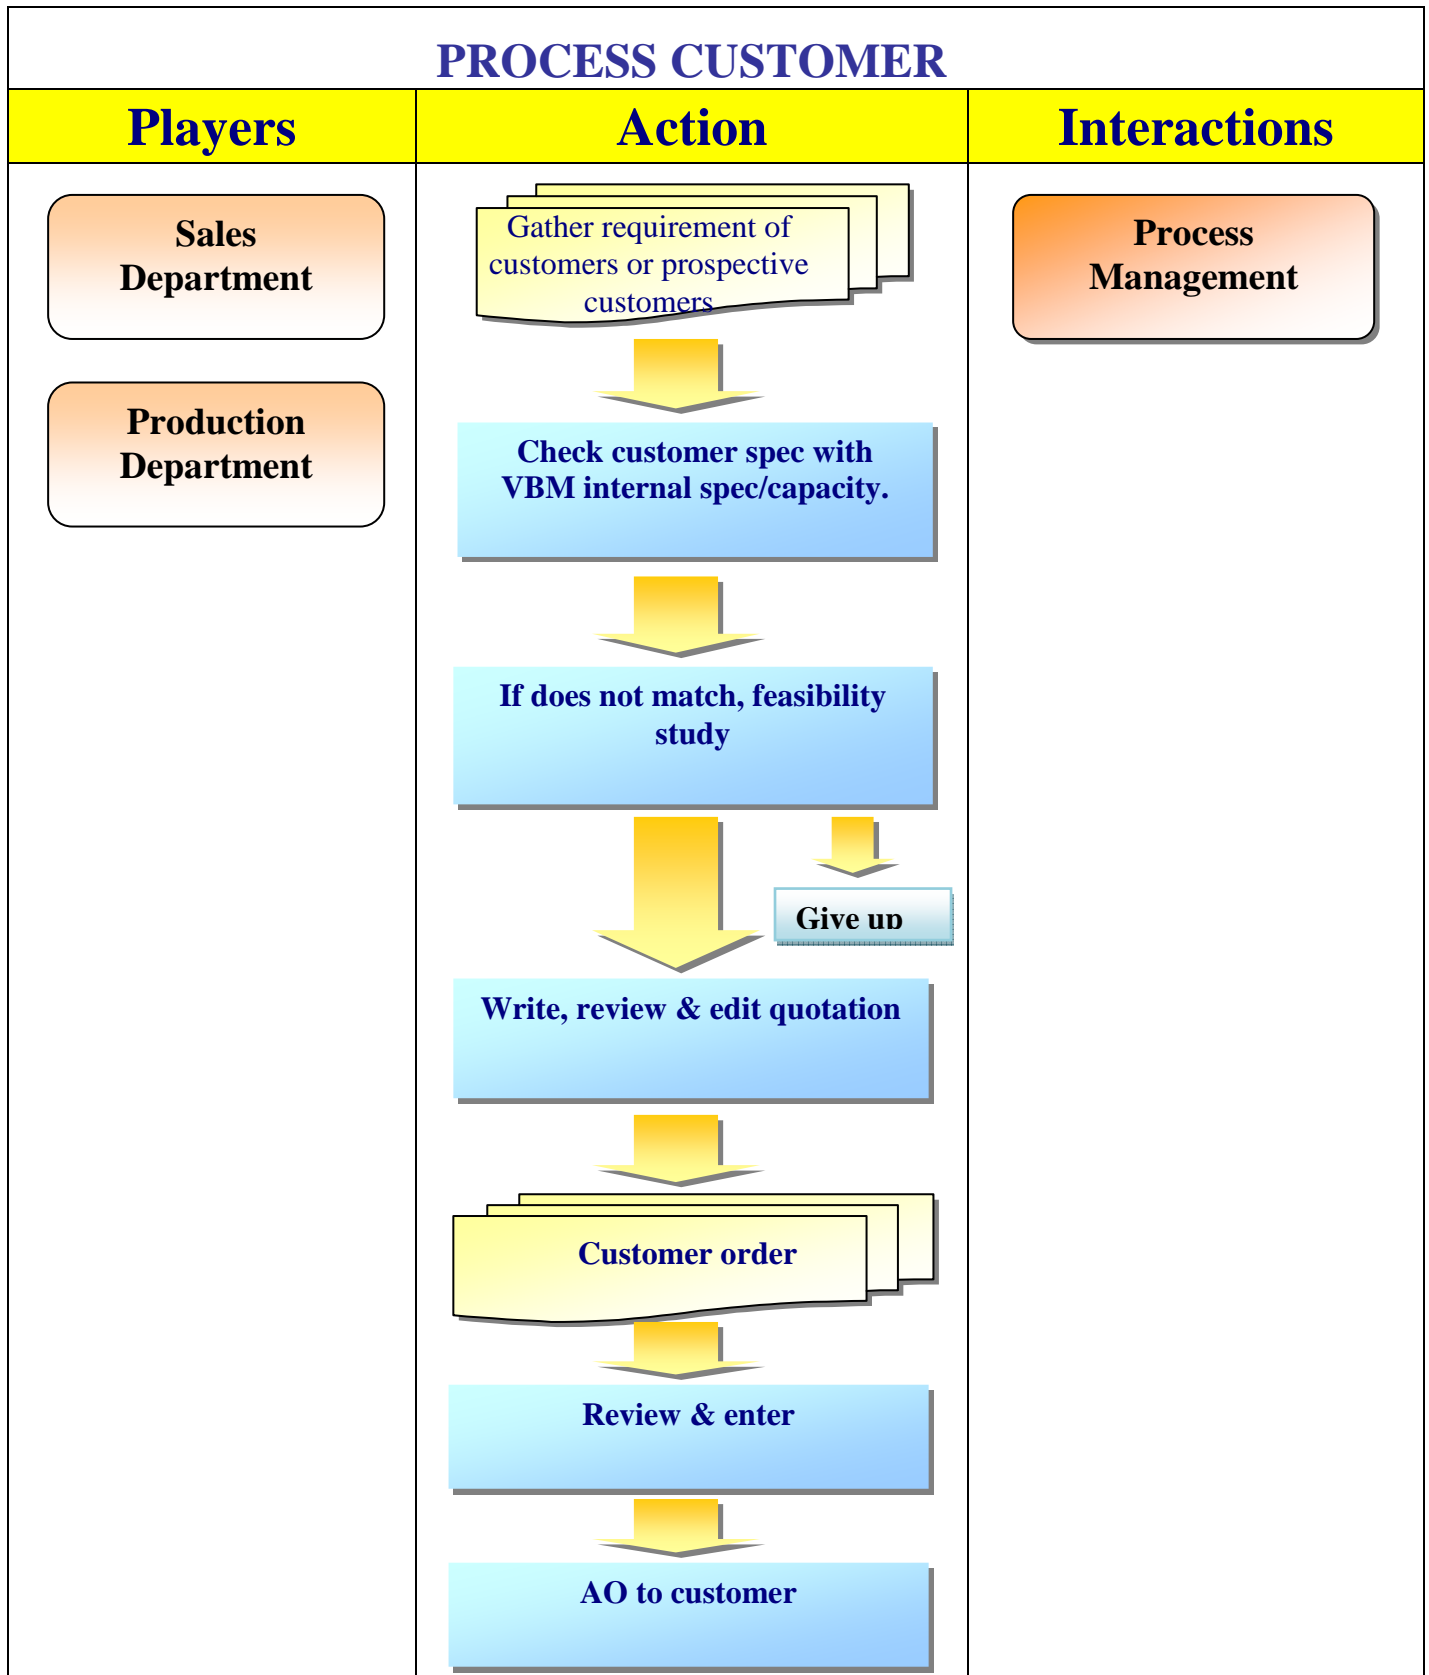 PROCESS CUSTOMER
Players
Action
Interactions
Sales
Department
Production
Department
Gather requirement of
customers or prospective
customers
Check customer spec with
VBM internal spec/capacity.
If does not match, feasibility
study
Give up
Write, review & edit quotation
Customer order
Review & enter
AO to customer
Process
Management